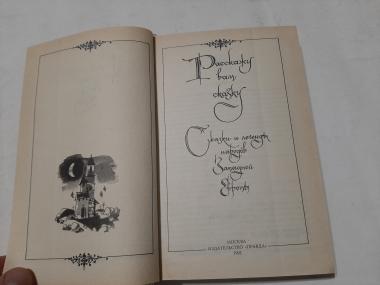 Расскажу
вам
сказку
Сказки и легенды
народов
Западной
Европы
МОСКВА
ИЗДАТЕЛЬСТВО «ПРАВДА»